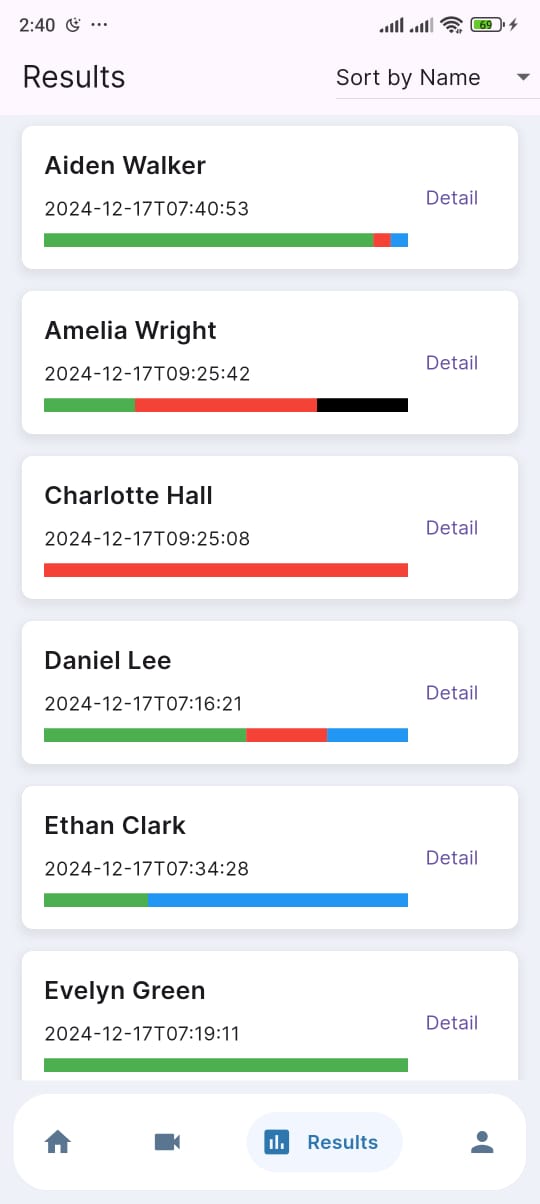 2:40
69
Results
Sort by Name
Aiden Walker
2024-12-17T07:40:53
Detail
Amelia Wright
2024-12-17T09:25:42
Detail
Charlotte Hall
2024-12-17T09:25:08
Detail
Daniel Lee
2024-12-17T07:16:21
Detail
Ethan Clark
2024-12-17T07:34:28
Detail
Evelyn Green
2024-12-17T07:19:11
Detail
Results